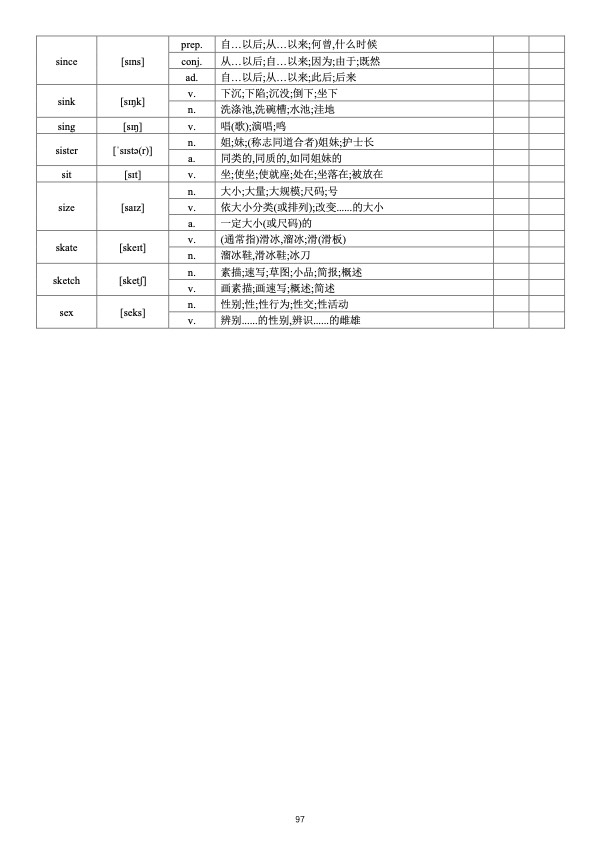 since [sɪns] prep. 自…以后;从…以来;何曾,什么时候
conj. 从…以后;自…以来;因为;由于;既然
ad. 自…以后;从…以来;此后;后来
sink [sɪŋk] v. 下沉;下陷;沉没;倒下;坐下
n. 洗涤池,洗碗槽;水池;洼地
sing [sɪŋ] v. 唱(歌);演唱;鸣
sister [ˈsɪstə(r)] n. 姐;妹;(称志同道合者)姐妹;护士长
a. 同类的,同质的,如同姐妹的
sit [sɪt] v. 坐;使坐;使就座;处在;坐落在;被放在
size [saɪz] n. 大小;大量;大规模;尺码;号
v. 依大小分类(或排列);改变......的大小
a. 一定大小(或尺码)的
skate [skeɪt] v. (通常指)滑冰,溜冰;滑(滑板)
n. 溜冰鞋,滑冰鞋;冰刀
sketch [sketʃ] n. 素描;速写;草图;小品;简报;概述
v. 画素描;画速写;概述;简述
sex [seks] n. 性别;性;性行为;性交;性活动
v. 辨别......的性别,辨识......的雌雄
97